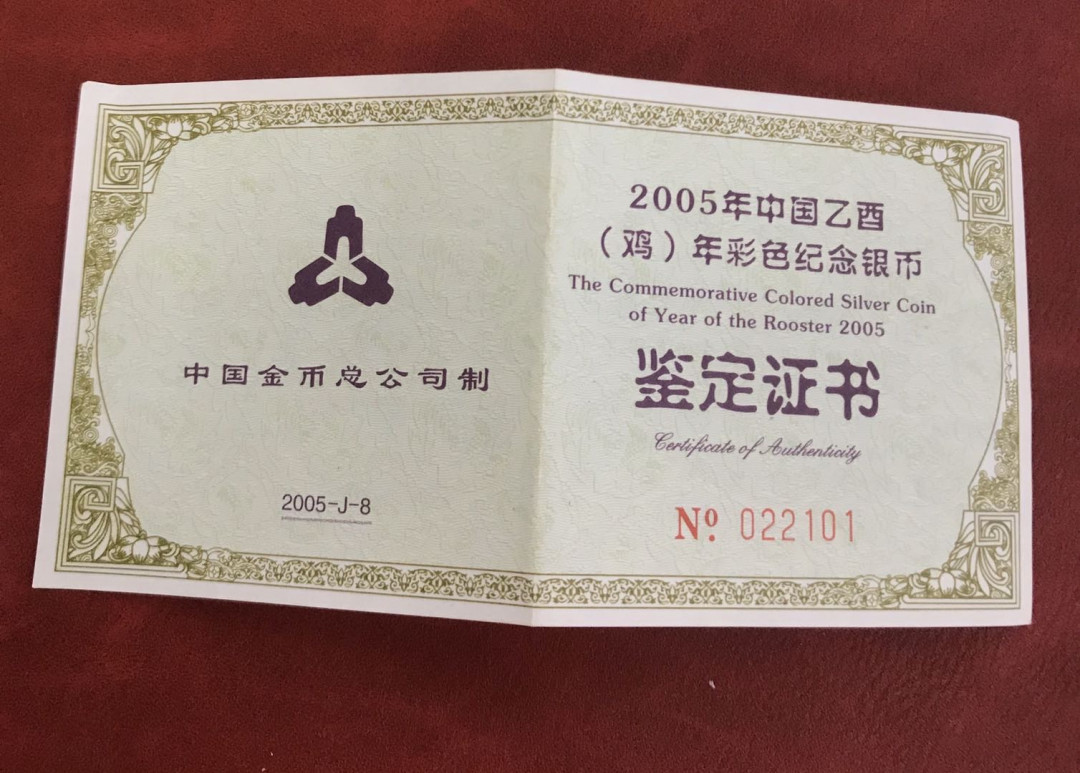 中国金币总公司制
2005-J-8
2005年中国乙酉
（鸡）年彩色纪念银币
The Commemorative Colored Silver Coin
of Year of the Rooster 2005
鉴定证书
Certificate of Authenticity
Nº 022101